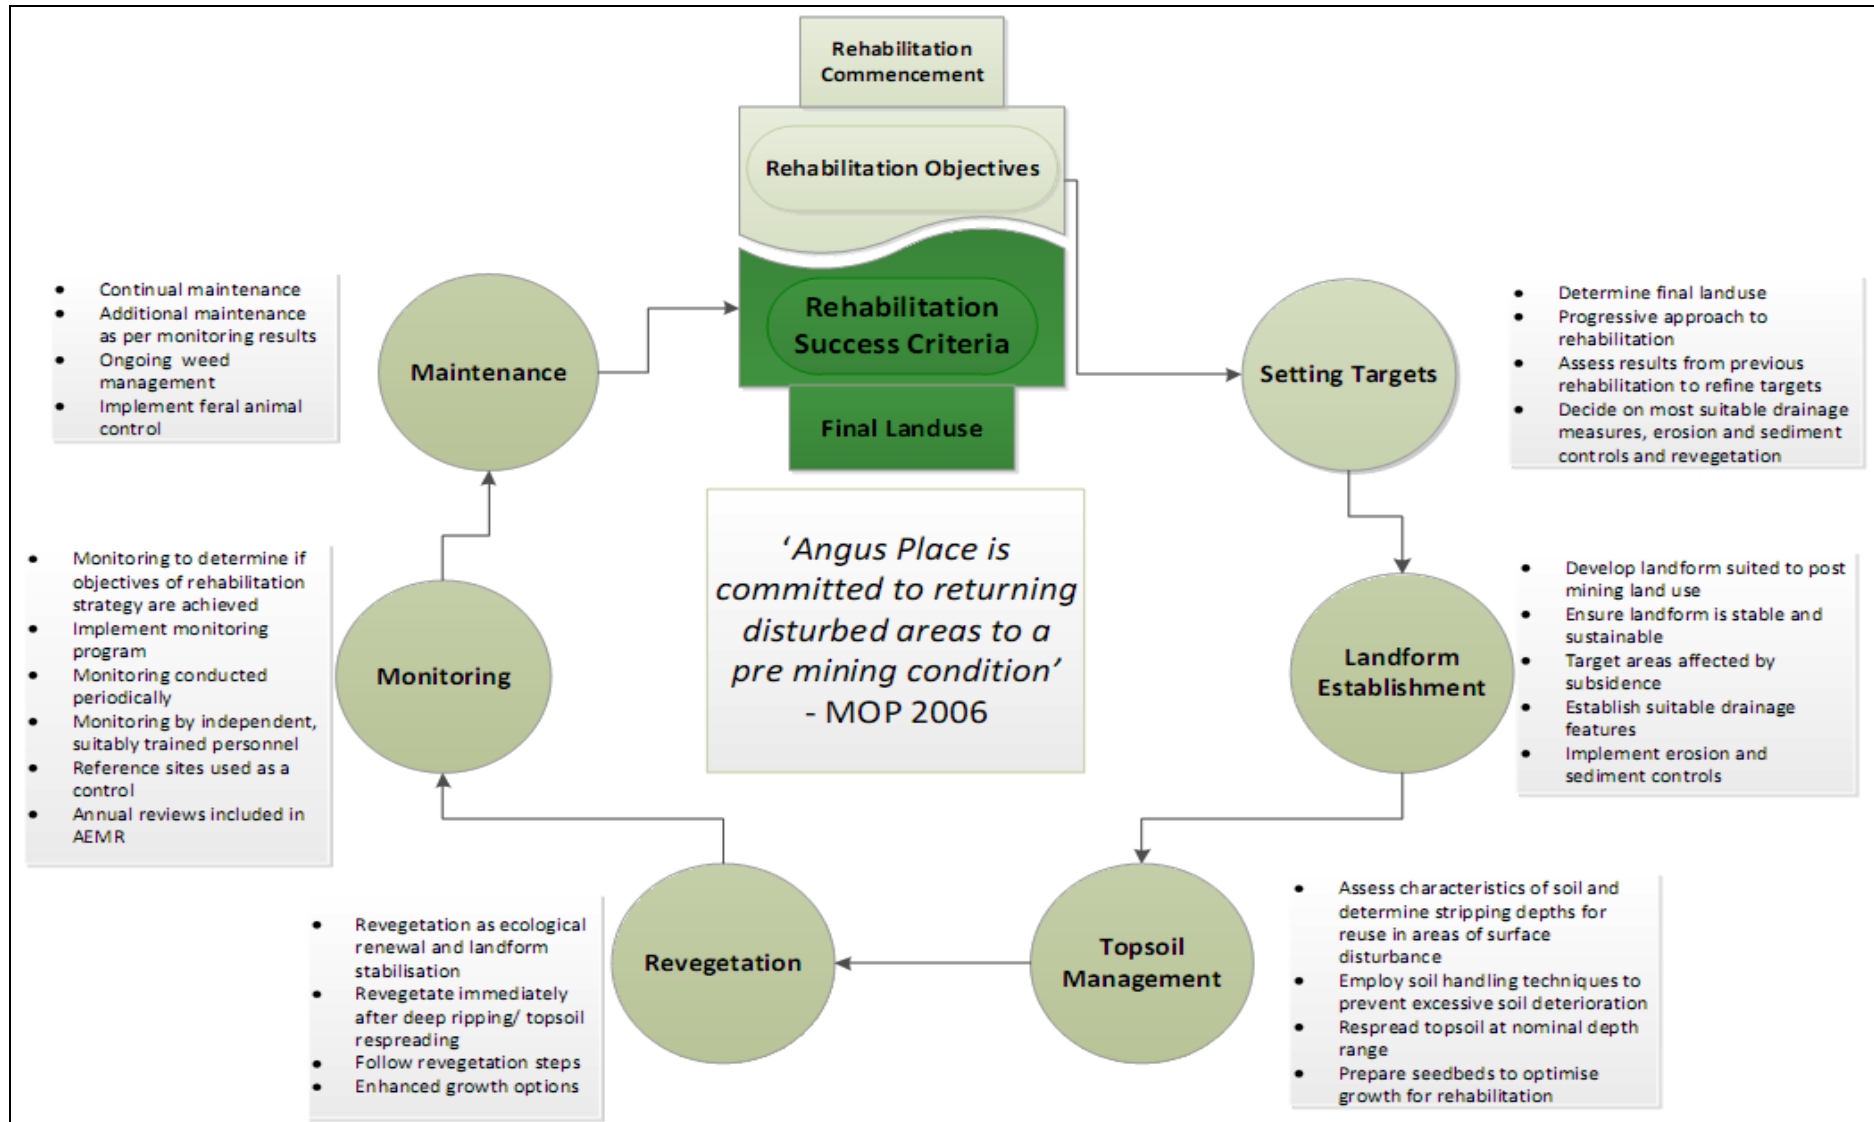 Rehabilitation
Commencement
Rehabilitation Objectives
Rehabilitation
Success Criteria
Final Landuse
Setting Targets
• Determine final landuse
• Progressive approach to
rehabilitation
• Assess results from previous
rehabilitation to refine targets
• Decide on most suitable drainage
measures, erosion and sediment
controls and revegetation
Landform
Establishment
• Develop landform suited to post
mining land use
• Ensure landform is stable and
sustainable
• Target areas affected by
subsidence
• Establish suitable drainage
features
• Implement erosion and
sediment controls
Topsoil
Management
• Assess characteristics of soil and
determine stripping depths for
reuse in areas of surface
disturbance
• Employ soil handling techniques to
prevent excessive soil deterioration
• Respread topsoil at nominal depth
range
• Prepare seedbeds to optimise
growth for rehabilitation
Revegetation
• Revegetation as ecological
renewal and landform
stabilisation
• Revegetate immediately
after deep ripping/ topsoil
respreading
• Follow revegetation steps
• Enhanced growth options
Monitoring
• Monitoring to determine if
objectives of rehabilitation
strategy are achieved
• Implement monitoring
program
• Monitoring conducted
periodically
• Monitoring by independent,
suitably trained personnel
• Reference sites used as a
control
• Annual reviews included in
AEMR
Maintenance
• Continual maintenance
• Additional maintenance
as per monitoring results
• Ongoing weed
management
• Implement feral animal
control
‘Angus Place is
committed to returning
disturbed areas to a
pre mining condition’
- MOP 2006